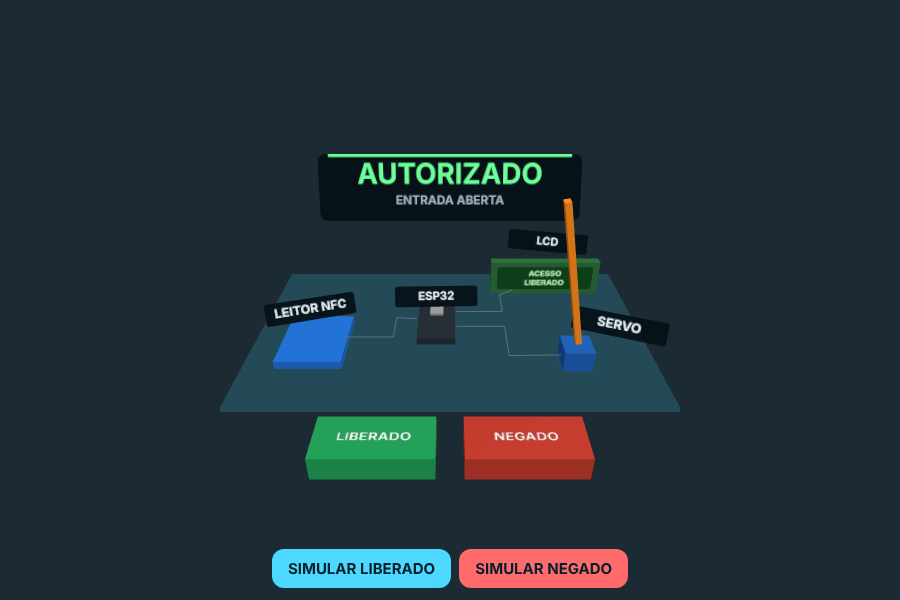 AUTORIZADO
ENTRADA ABERTA
LCD
ACESSO
LIBERADO
LEITOR NFC
ESP32
SERVO
LIBERADO
NEGADO
SIMULAR LIBERADO
SIMULAR NEGADO